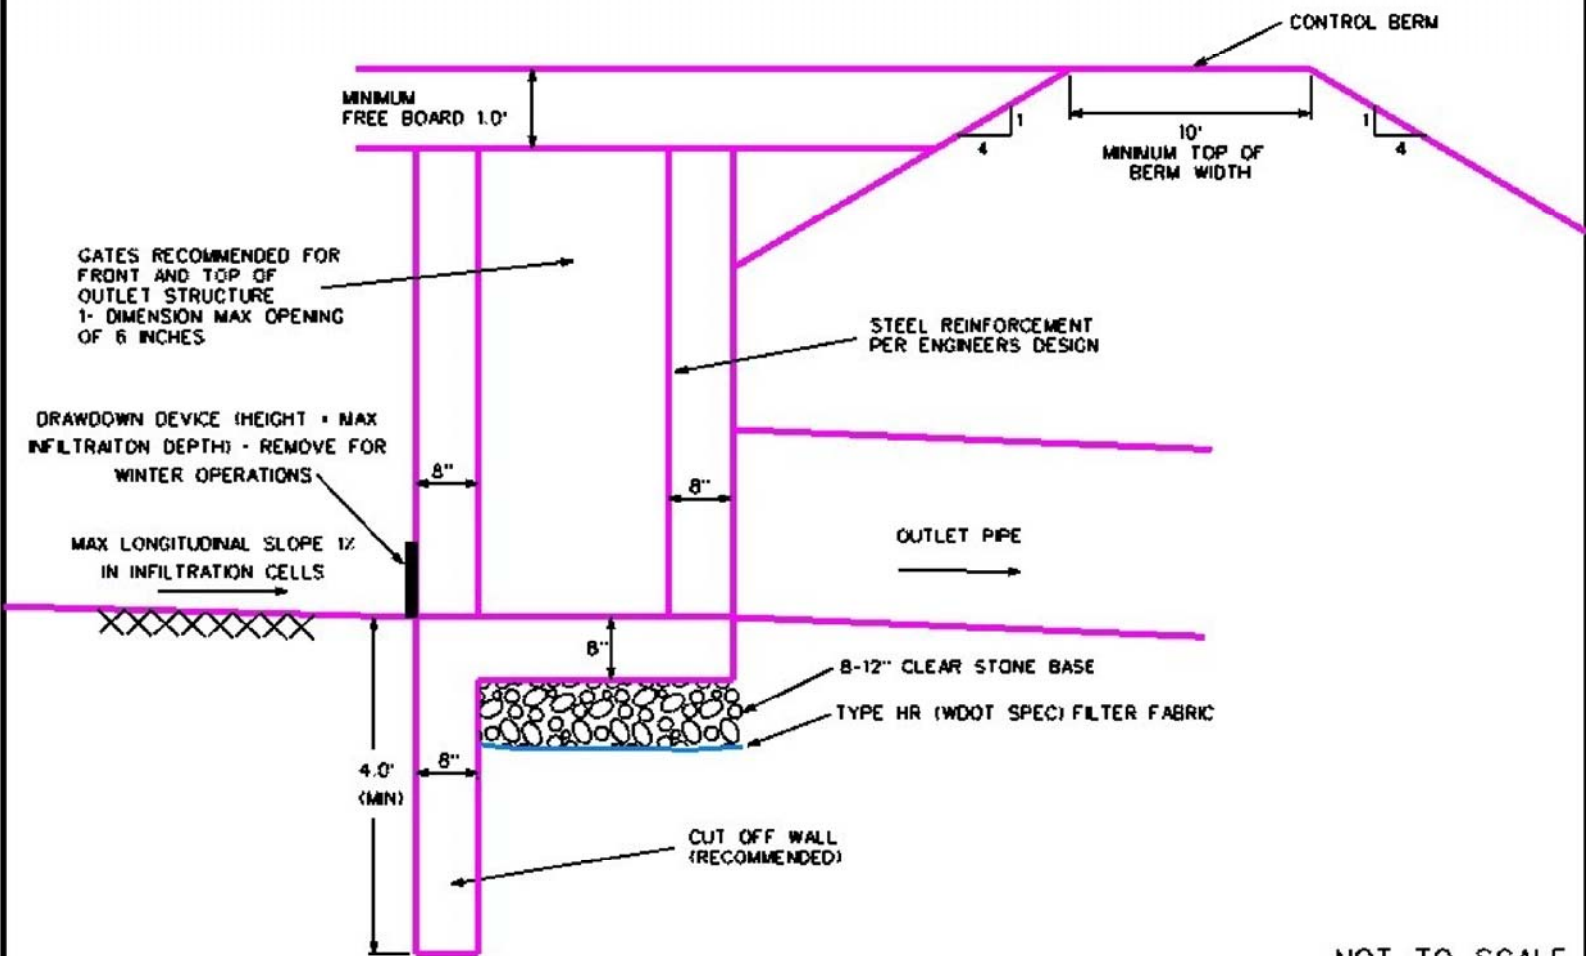 CONTROL BERM
MINIMUM
FREE BOARD 1.0'
1
4
10'
MINIMUM TOP OF
BERM WIDTH
1
4
GATES RECOMMENDED FOR
FRONT AND TOP OF
OUTLET STRUCTURE
1- DIMENSION MAX OPENING
OF 6 INCHES
STEEL REINFORCEMENT
PER ENGINEERS DESIGN
DRAWDOWN DEVICE (HEIGHT = MAX
INFILTRAITON DEPTH) - REMOVE FOR
WINTER OPERATIONS
8"
8"
MAX LONGITUDINAL SLOPE 1%
IN INFILTRATION CELLS
OUTLET PIPE
8"
8-12" CLEAR STONE BASE
TYPE HR (WDOT SPEC) FILTER FABRIC
4.0'
(MIN)
8"
CUT OFF WALL
(RECOMMENDED)
NOT TO SCALE